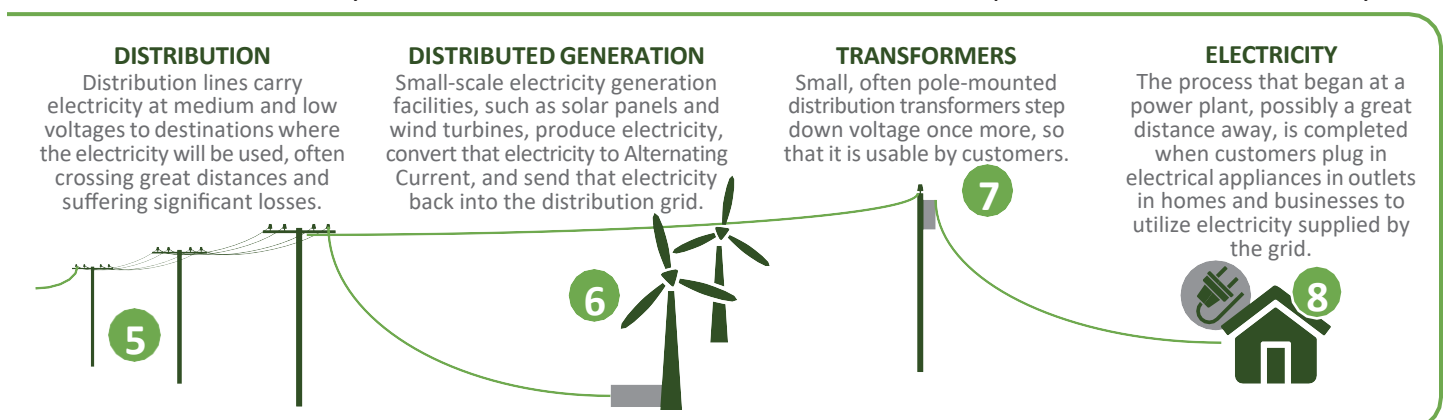 DISTRIBUTION
Distribution lines carry
electricity at medium and low
voltages to destinations where
the electricity will be used, often
crossing great distances and
suffering significant losses.
5
DISTRIBUTED GENERATION
Small-scale electricity generation
facilities, such as solar panels and
wind turbines, produce electricity,
convert that electricity to Alternating
Current, and send that electricity
back into the distribution grid.
6
TRANSFORMERS
Small, often pole-mounted
distribution transformers step
down voltage once more, so
that it is usable by customers.
7
ELECTRICITY
The process that began at a
power plant, possibly a great
distance away, is completed
when customers plug in
electrical appliances in outlets
in homes and businesses to
utilize electricity supplied by
the grid.
8